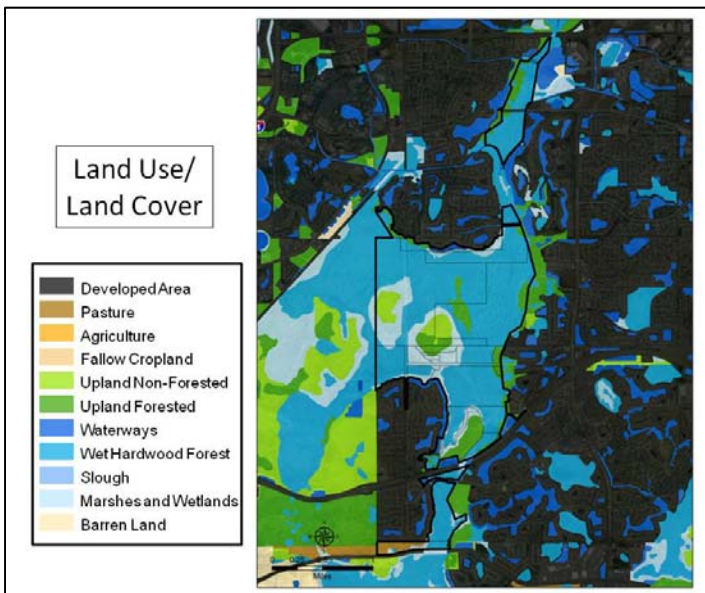 Land Use/
Land Cover
Developed Area
Pasture
Agriculture
Fallow Cropland
Upland Non-Forested
Upland Forested
Waterways
Wet Hardwood Forest
Slough
Marshes and Wetlands
Barren Land
Miles